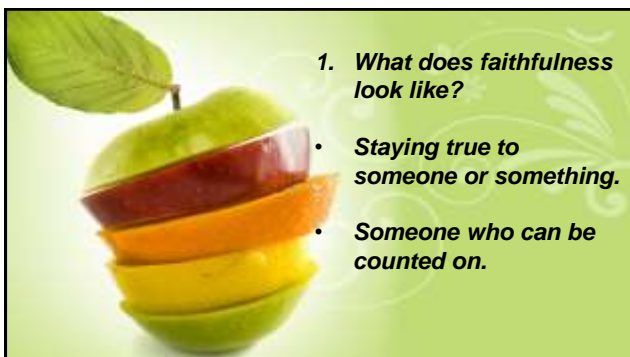 1. What does faithfulness
look like?
• Staying true to
someone or something.
• Someone who can be
counted on.